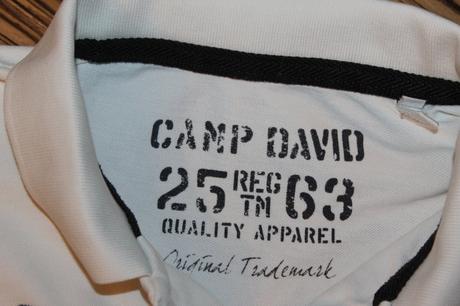 CAMP DAVID
25 REG TM 63
QUALITY APPAREL
Original Trademark